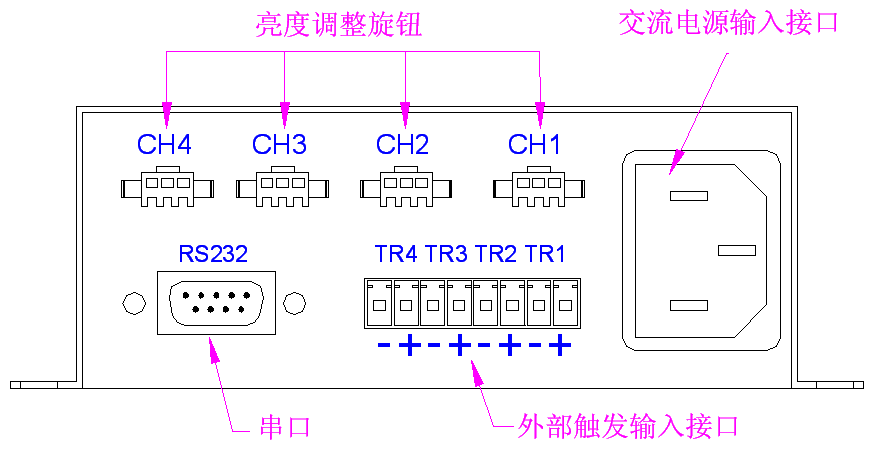 亮度调整旋钮
交流电源输入接口
CH4 CH3 CH2 CH1
RS232
TR4 TR3 TR2 TR1
- + - + - + - +
串口
外部触发输入接口